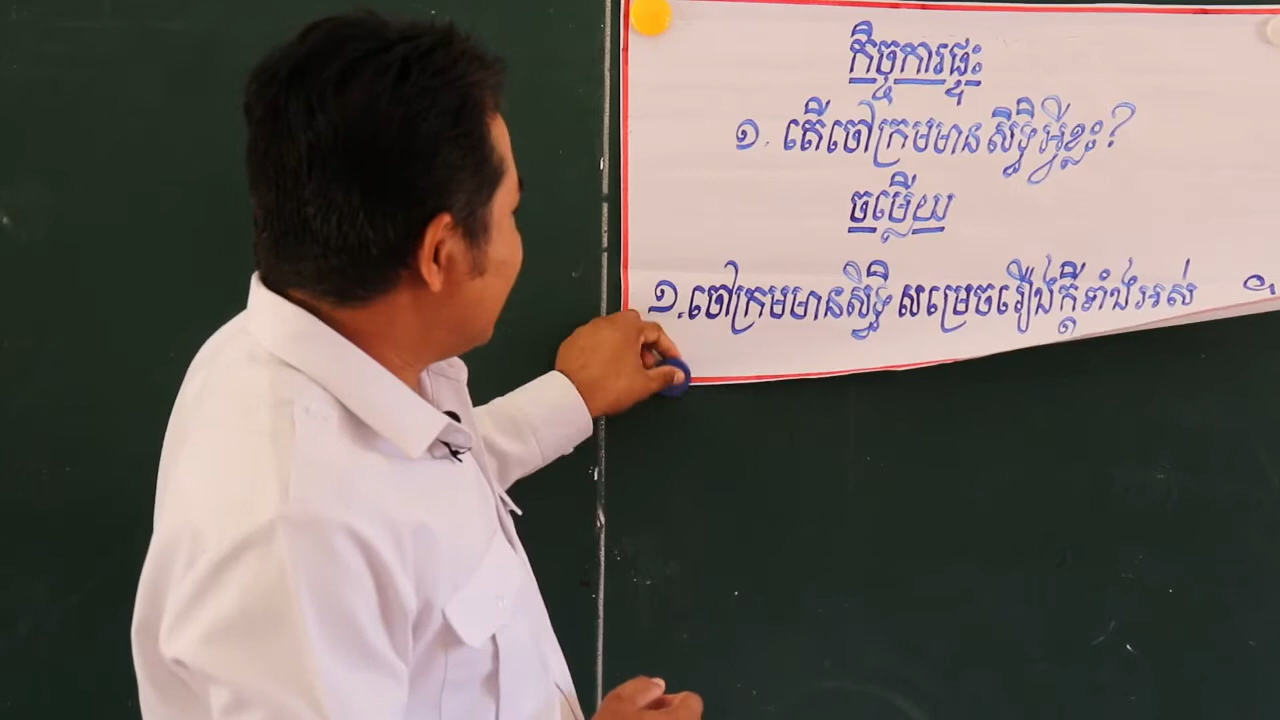 កិច្ចការផ្ទះ
១. តើចៅក្រមមានសិទ្ធិអ្វីខ្លះ?
ចម្លើយ
១.ចៅក្រមមានសិទ្ធិ សម្រេចរឿងក្តីទាំងអស់